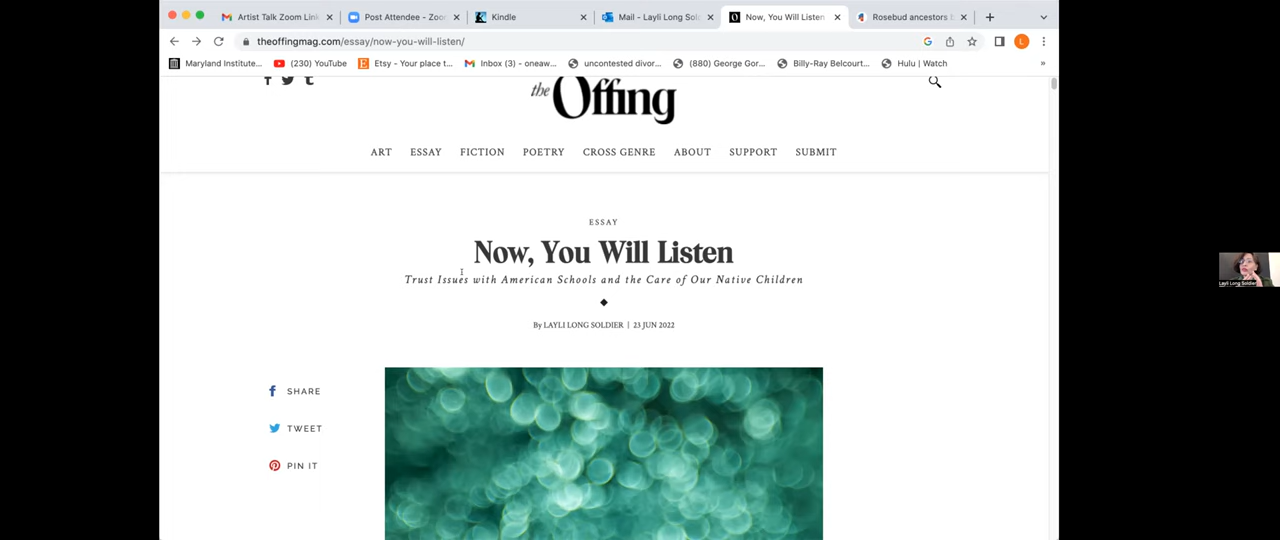 Artist Talk Zoom Link
Post Attendee - Zoo
Kindle
Mail - Layli Long Sol
Now, You Will Listen
Rosebud ancestors
theoffingmag.com/essay/now-you-will-listen/
Maryland Institute...
(230) YouTube
Etsy - Your place t...
Inbox (3) - oneaw...
uncontested divor...
(880) George Gor...
Billy-Ray Belcourt...
Hulu | Watch
the Offing
ART ESSAY FICTION POETRY CROSS GENRE ABOUT SUPPORT SUBMIT
ESSAY
Now, You Will Listen
Trust Issues with American Schools and the Care of Our Native Children
By LAYLI LONG SOLDIER | 23 JUN 2022
SHARE
TWEET
PIN IT
Layli Long Soldier